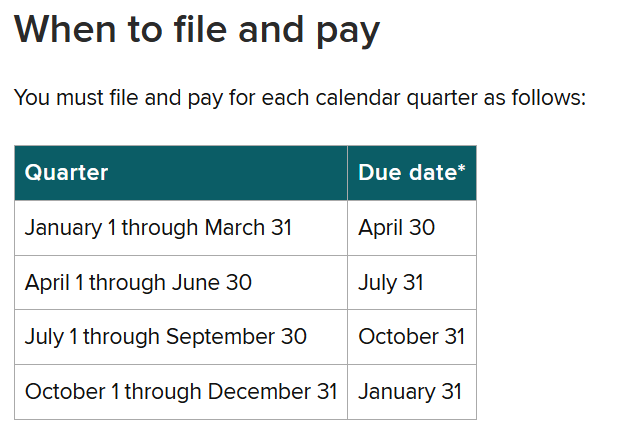 When to file and pay
You must file and pay for each calendar quarter as follows:
Quarter Due date*
January 1 through March 31 April 30
April 1 through June 30 July 31
July 1 through September 30 October 31
October 1 through December 31 January 31